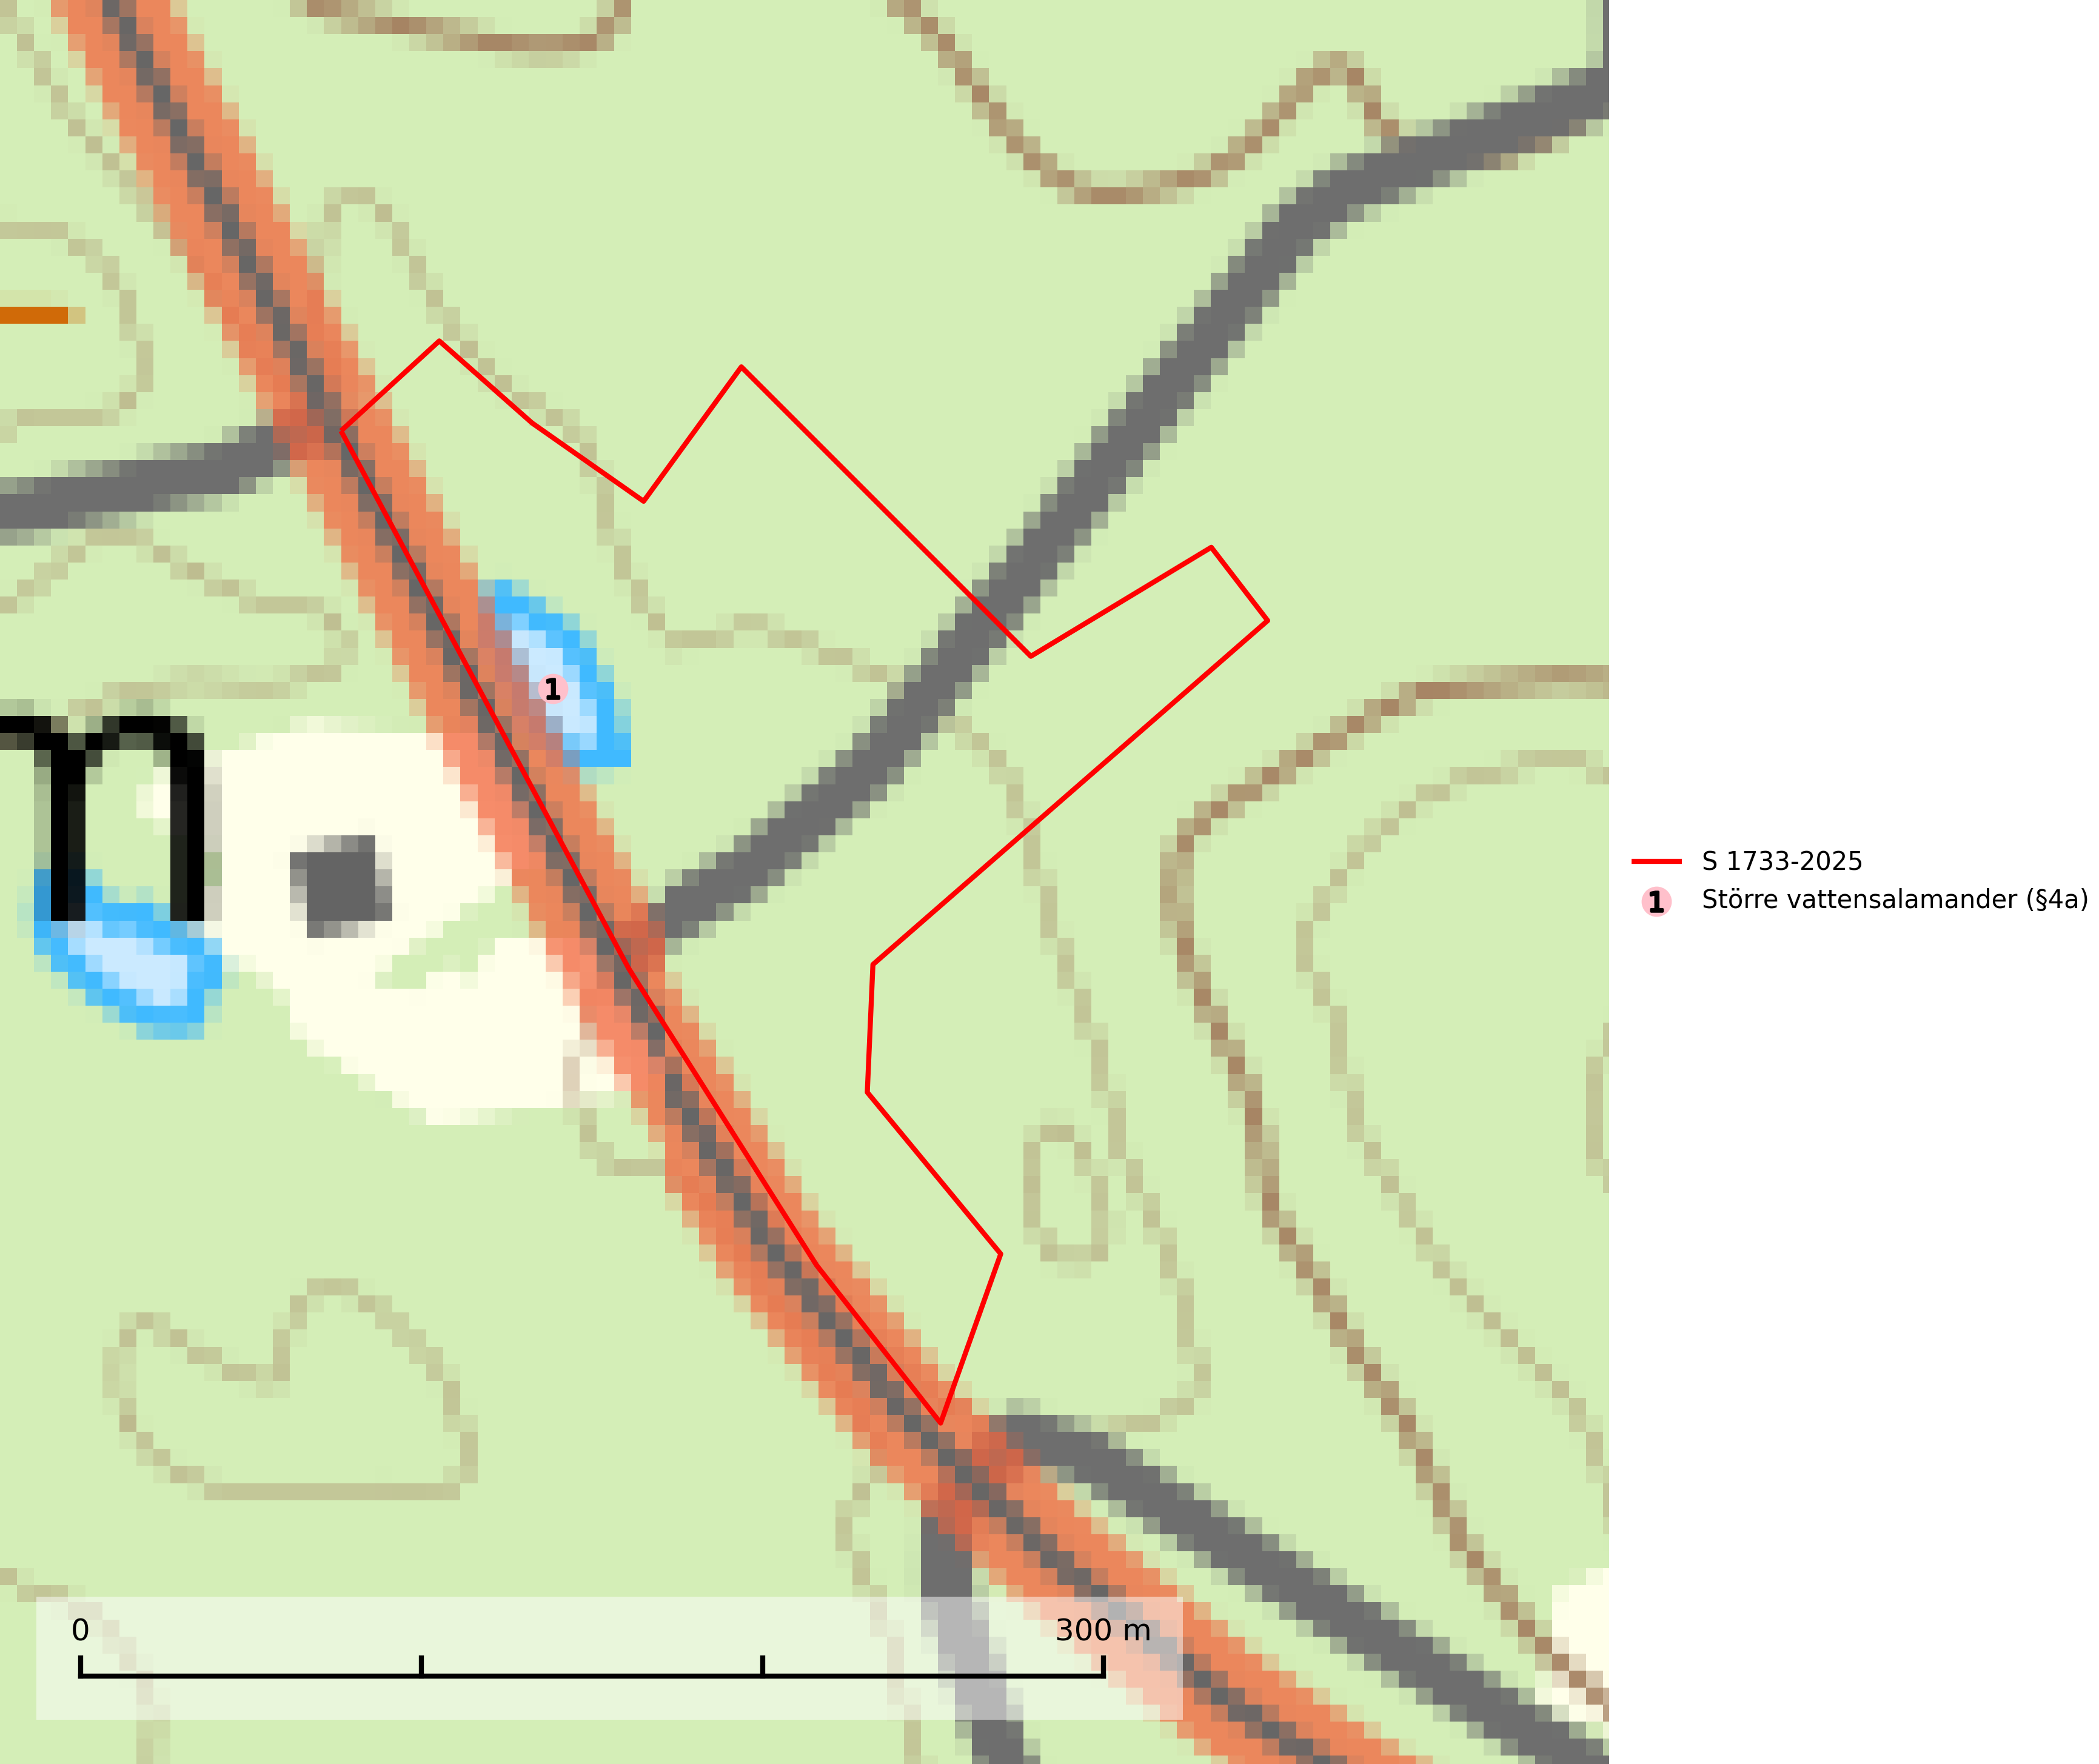 1
S 1733-2025
1 Större vattensalamander (§4a)
0 300 m